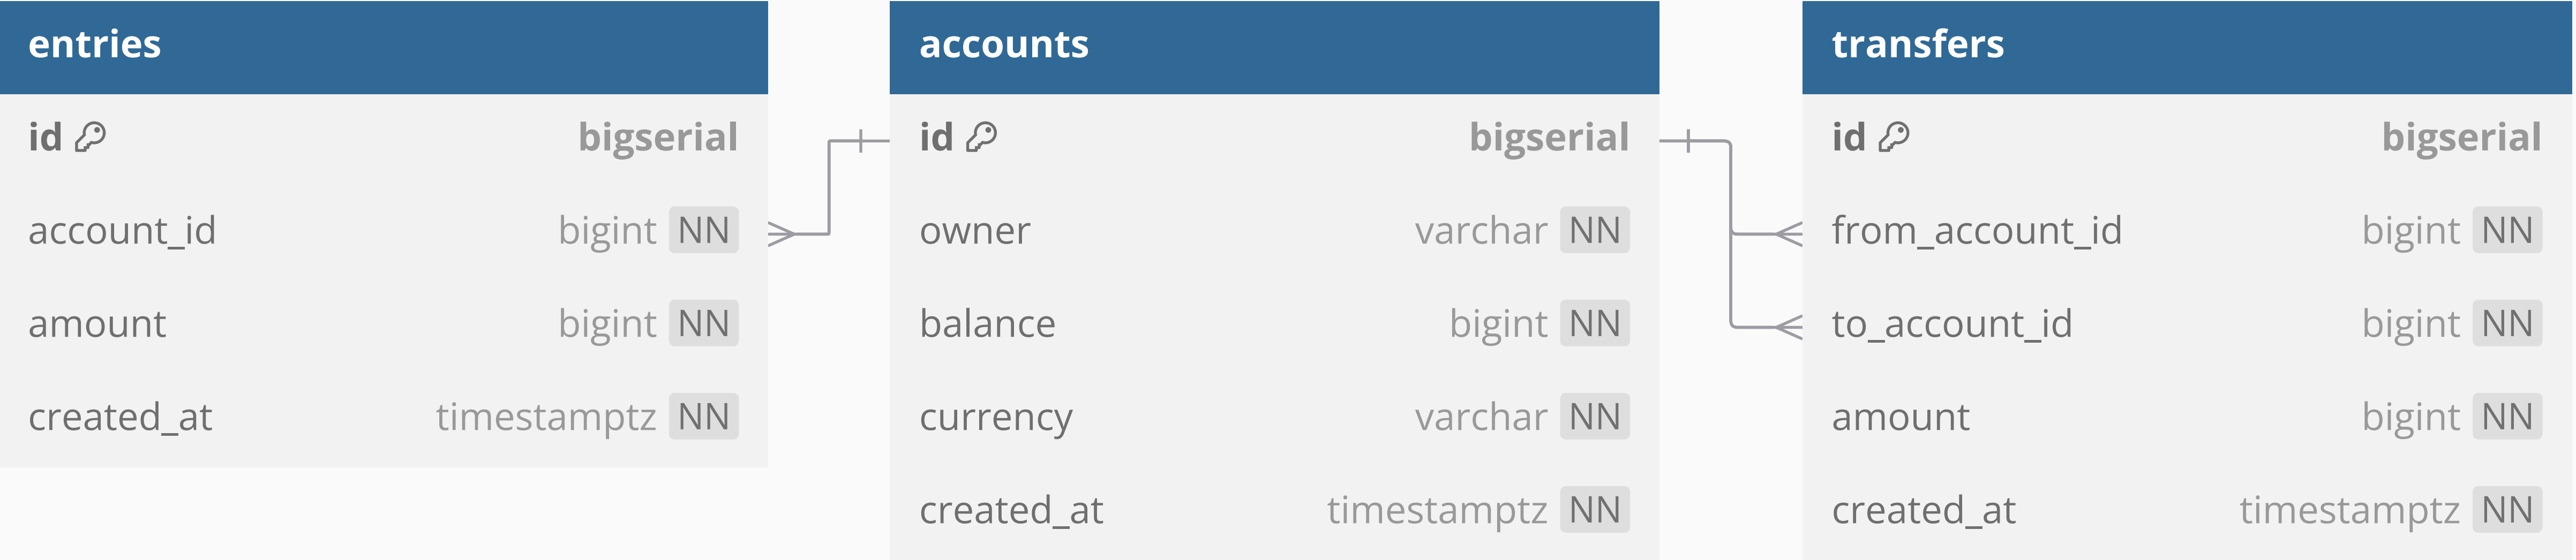 entries
id bigserial
account_id bigint NN
amount bigint NN
created_at timestamptz NN
accounts
id bigserial
owner varchar NN
balance bigint NN
currency varchar NN
created_at timestamptz NN
transfers
id bigserial
from_account_id bigint NN
to_account_id bigint NN
amount bigint NN
created_at timestamptz NN